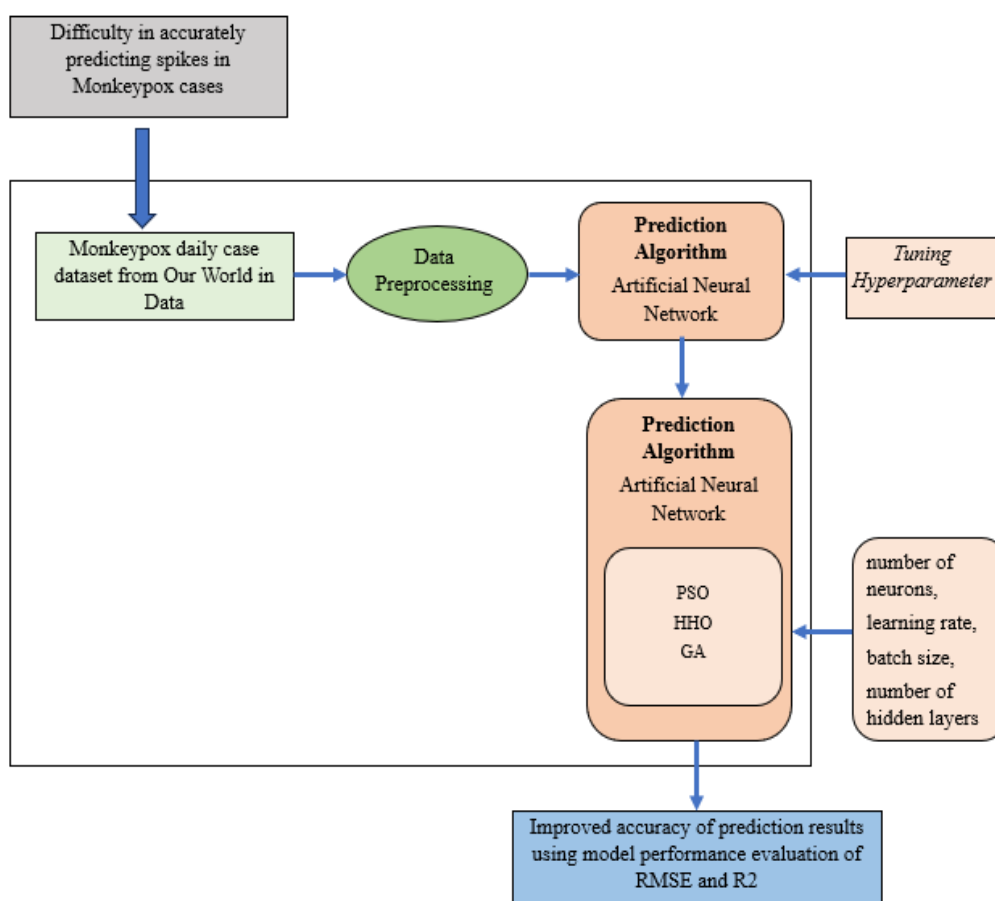 Difficulty in accurately
predicting spikes in
Monkeypox cases
Monkeypox daily case
dataset from Our World in
Data
Data
Preprocessing
Prediction
Algorithm
Artificial Neural
Network
Tuning
Hyperparameter
Prediction
Algorithm
Artificial Neural
Network
PSO
HHO
GA
number of
neurons,
learning rate,
batch size,
number of
hidden layers
Improved accuracy of prediction results
using model performance evaluation of
RMSE and R2